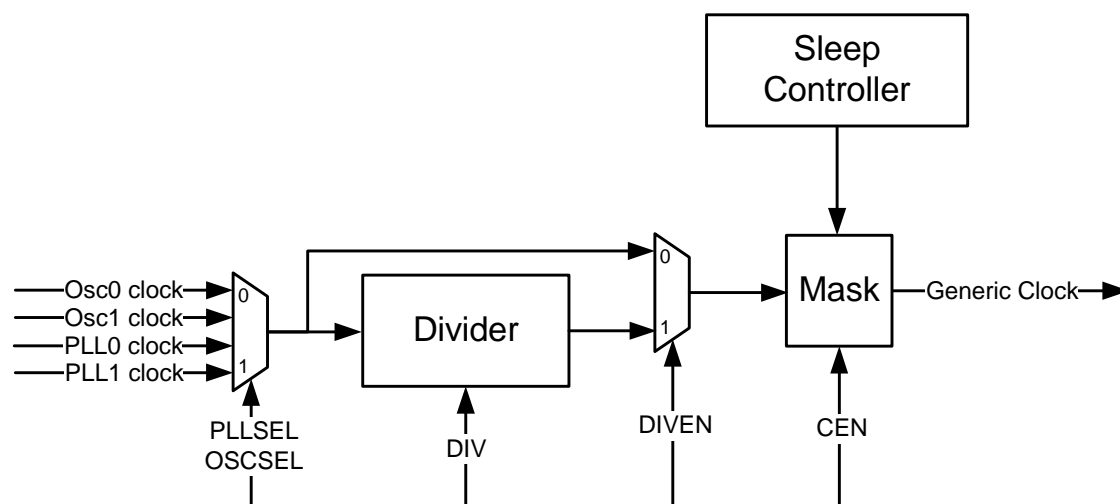 Sleep
Controller
0
Osc0 clock
0
Osc1 clock
Divider
Mask
Generic Clock
PLL0 clock
1
PLL1 clock
1
PLLSEL
OSCSEL
DIV
DIVEN
CEN